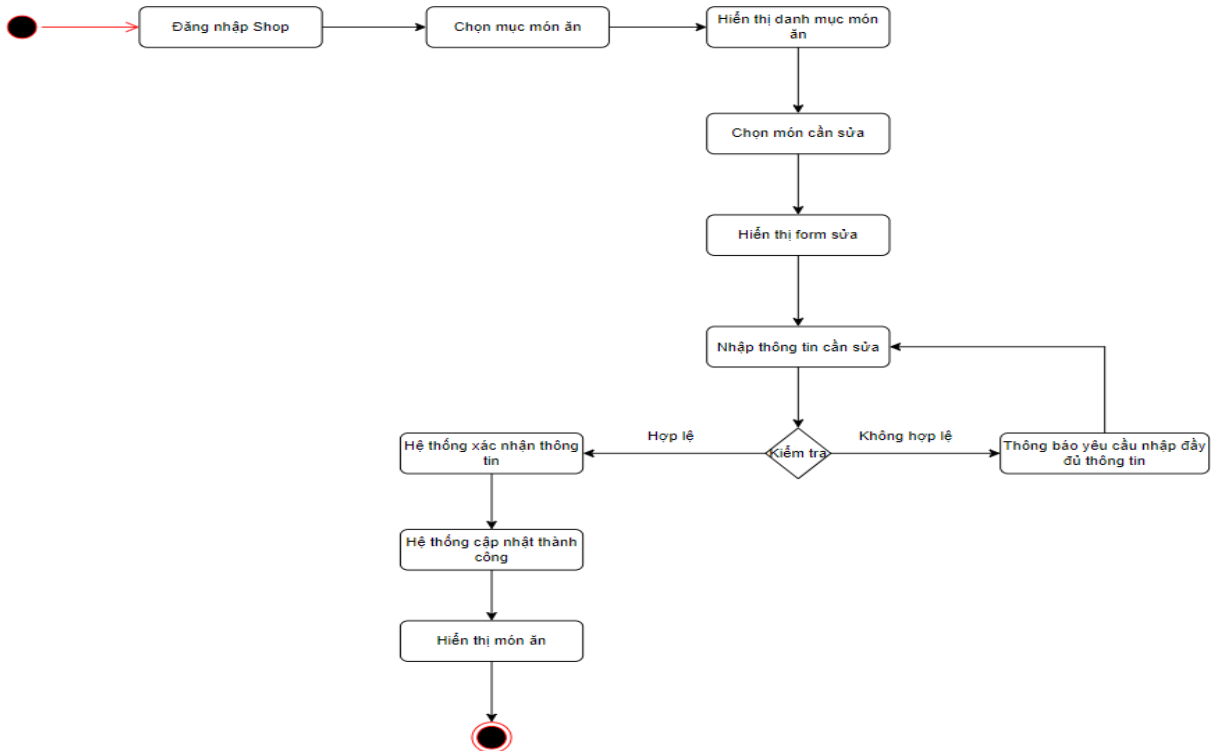 Đăng nhập Shop
Chọn mục món ăn
Hiển thị danh mục món
ăn
Chọn món cần sửa
Hiển thị form sửa
Nhập thông tin cần sửa
Hợp lệ
Kiểm tra
Không hợp lệ
Hệ thống xác nhận thông
tin
Thông báo yêu cầu nhập đầy
đủ thông tin
Hệ thống cập nhật thành
công
Hiển thị món ăn